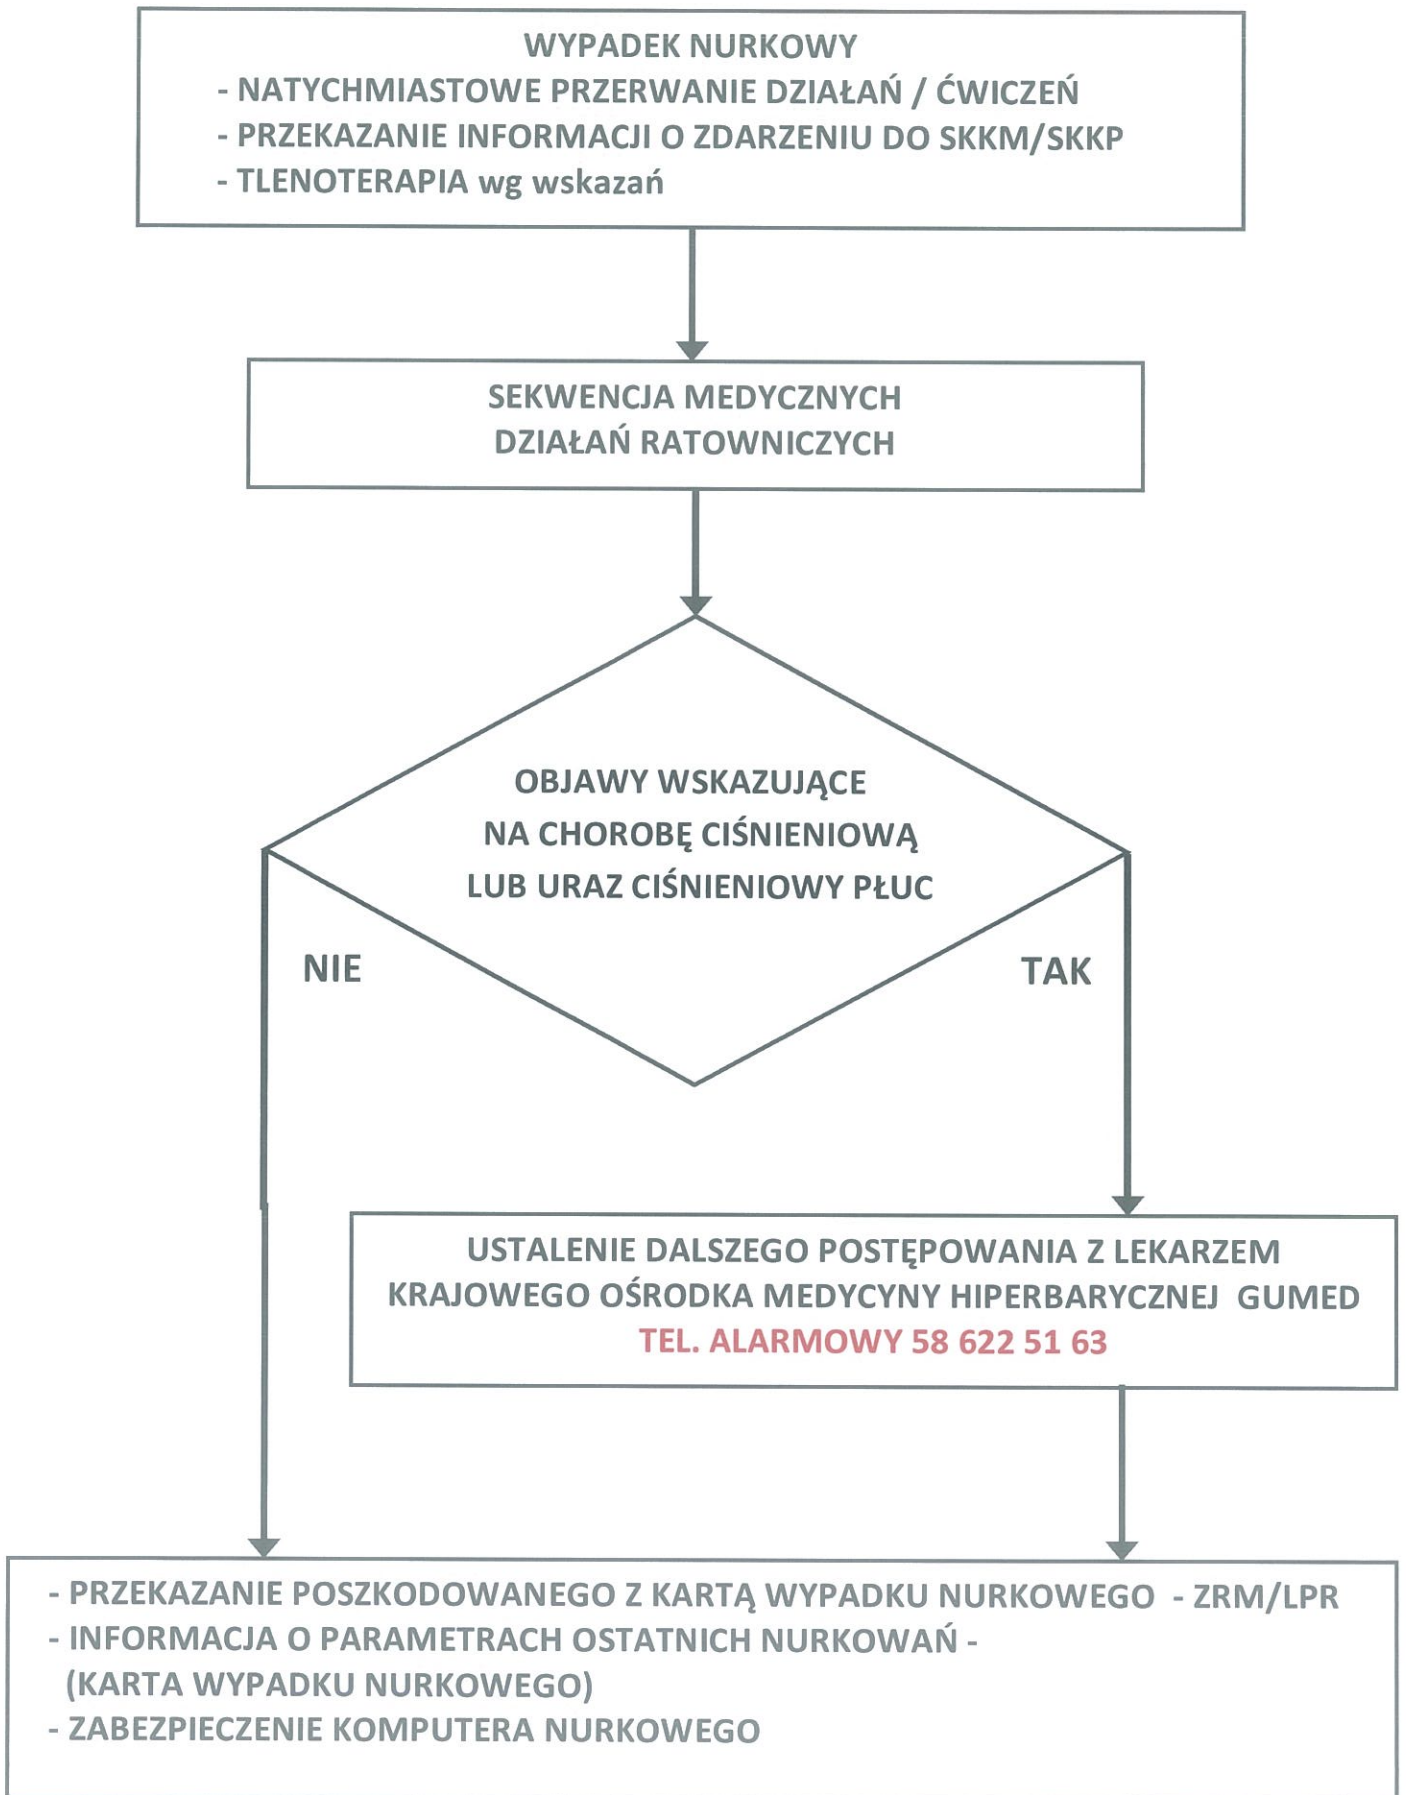 WYPADEK NURKOWY
- NATYCHMIASTOWE PRZERWANIE DZIAŁAŃ / ĆWICZEŃ
- PRZEKAZANIE INFORMACJI O ZDARZENIU DO SKKM/SKKP
- TLENOTERAPIA wg wskazań
SEKWENCJA MEDYCZNYCH
DZIAŁAŃ RATOWNICZYCH
OBJAWY WSKAZUJĄCE
NA CHOROBĘ CIŚNIENIOWĄ
LUB URAZ CIŚNIENIOWY PŁUC
NIE
TAK
USTALENIE DALSZEGO POSTĘPOWANIA Z LEKARZEM
KRAJOWEGO OŚRODKA MEDYCYNY HIPERBARYCZNEJ GUMED
TEL. ALARMOWY 58 622 51 63
- PRZEKAZANIE POSZKODOWANEGO Z KARTĄ WYPADKU NURKOWEGO - ZRM/LPR
- INFORMACJA O PARAMETRACH OSTATNICH NURKOWAŃ -
(KARTA WYPADKU NURKOWEGO)
- ZABEZPIECZENIE KOMPUTERA NURKOWEGO